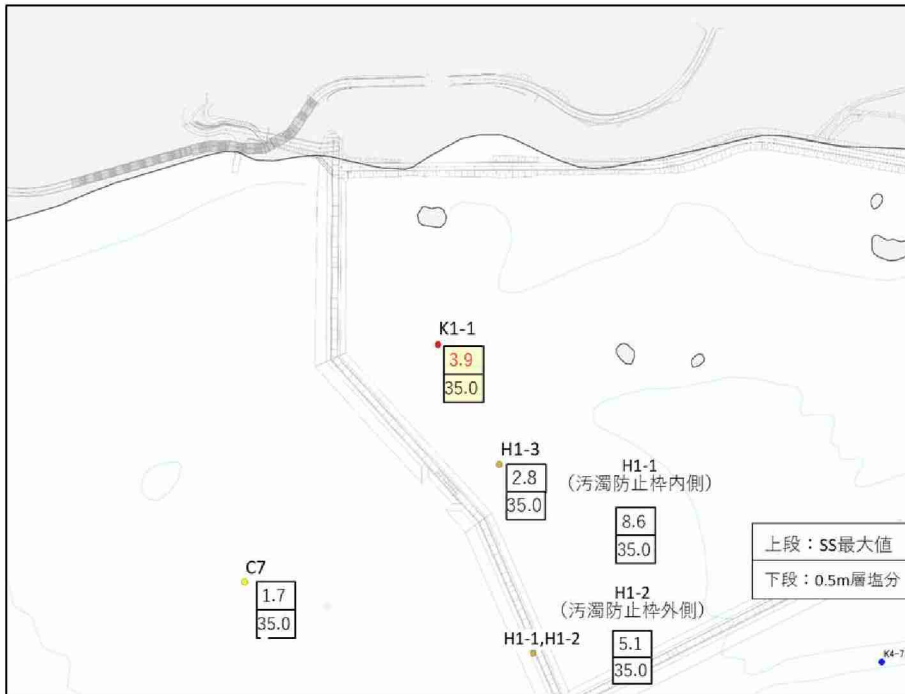 K1-1
3.9
35.0
H1-3
2.8
35.0
H1-1
(汚濁防止枠内側)
8.6
35.0
上段：SS最大値
下段：0.5m層塩分
C7
1.7
35.0
H1-2
(汚濁防止枠外側)
5.1
35.0
H1-1,H1-2
K4-7